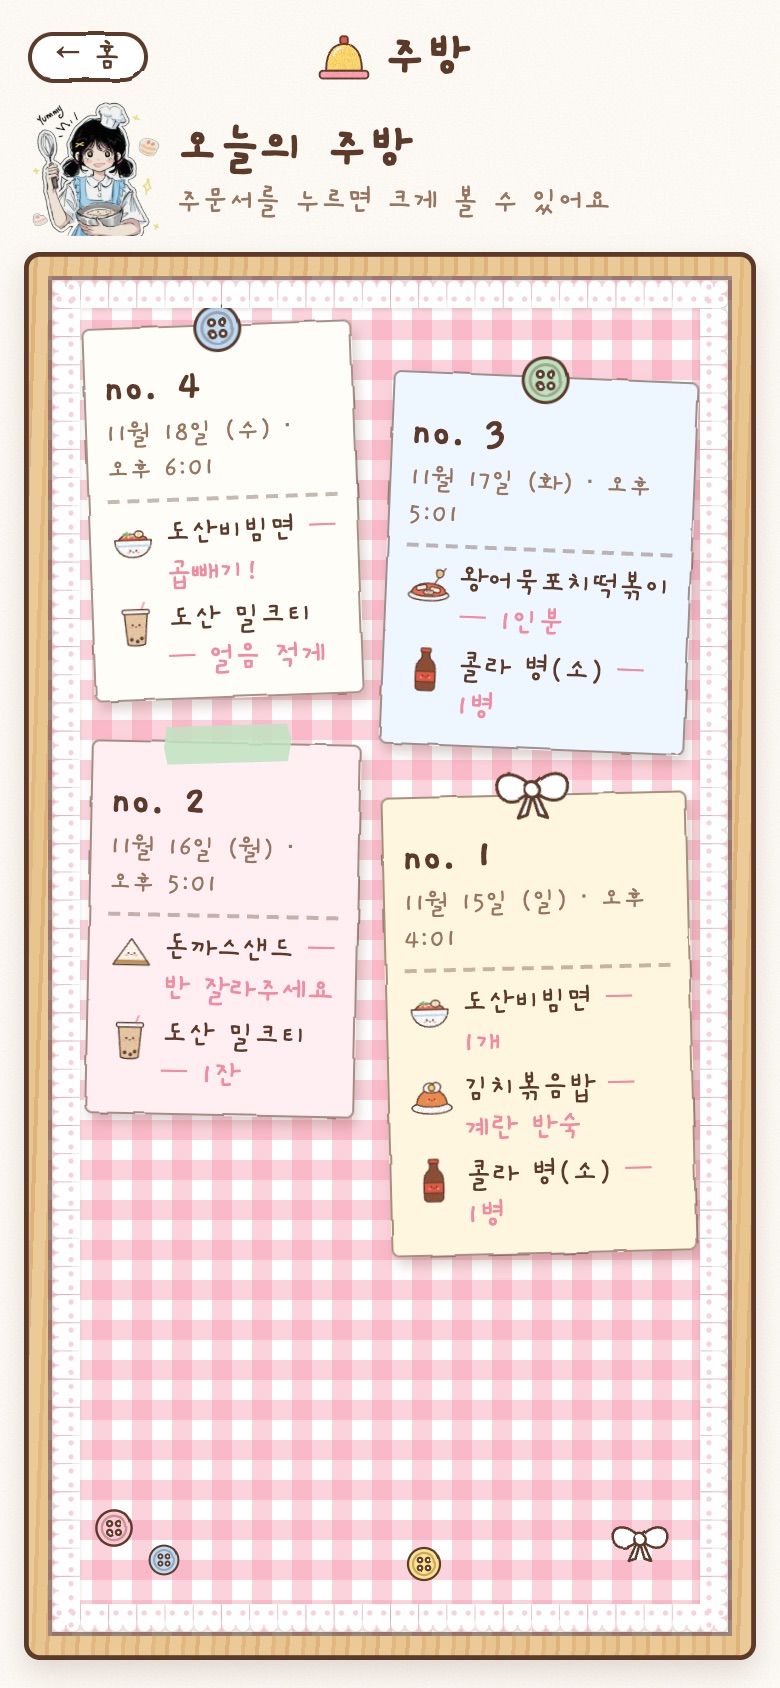 ← 홈
주방
Yummy
오늘의 주방
주문서를 누르면 크게 볼 수 있어요
no. 4
11월 18일 (수) ·
오후 6:01
도산비빔면 —
곱빼기!
도산 밀크티
— 얼음 적게
no. 3
11월 17일 (화) · 오후
5:01
왕어묵포치떡볶이
— 1인분
콜라 병(소) —
1병
no. 2
11월 16일 (월) ·
오후 5:01
돈까스샌드 —
반 잘라주세요
도산 밀크티
— 1잔
no. 1
11월 15일 (일) · 오후
4:01
도산비빔면 —
1개
김치볶음밥 —
계란 반숙
콜라 병(소) —
1병